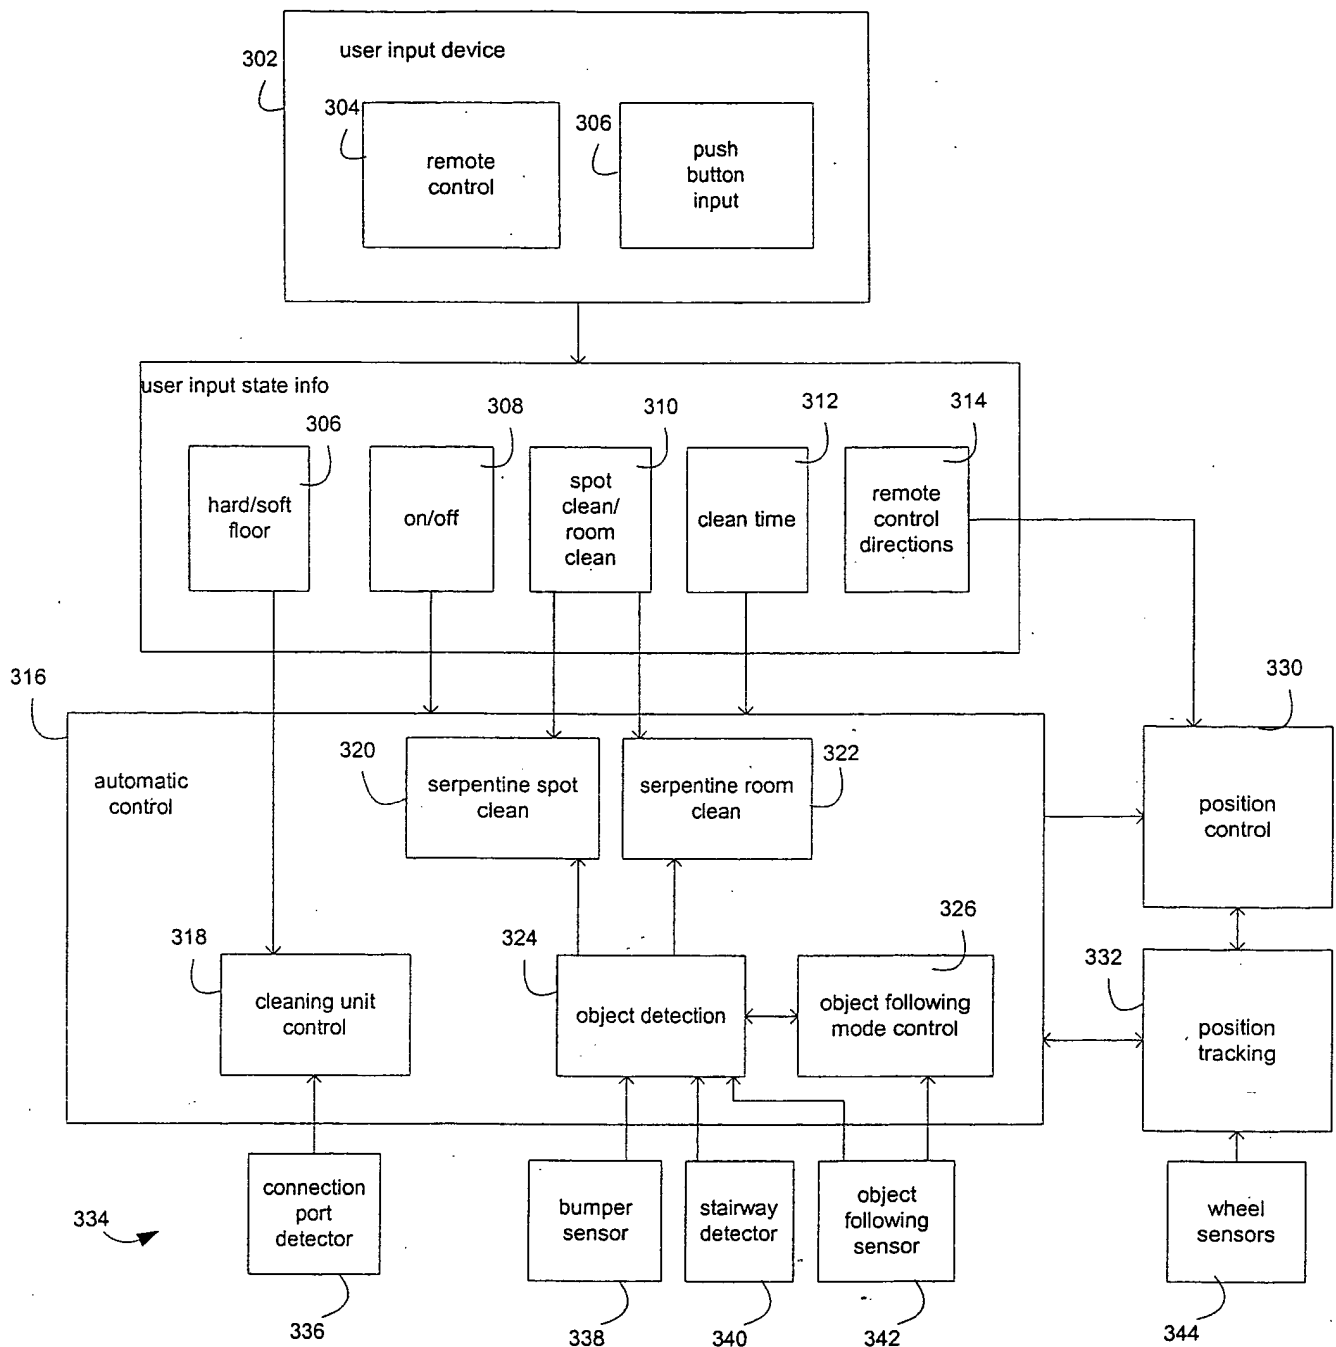 302
user input device
304
remote
control
306
push
button
input
user input state info
306
hard/soft
floor
308
on/off
310
spot
clean/
room
clean
312
clean time
314
remote
control
directions
316
automatic
control
320
serpentine spot
clean
322
serpentine room
clean
330
position
control
318
cleaning unit
control
324
object detection
326
object following
mode control
332
position
tracking
334
connection
port
detector
336
bumper
sensor
338
stairway
detector
340
object
following
sensor
342
wheel
sensors
344